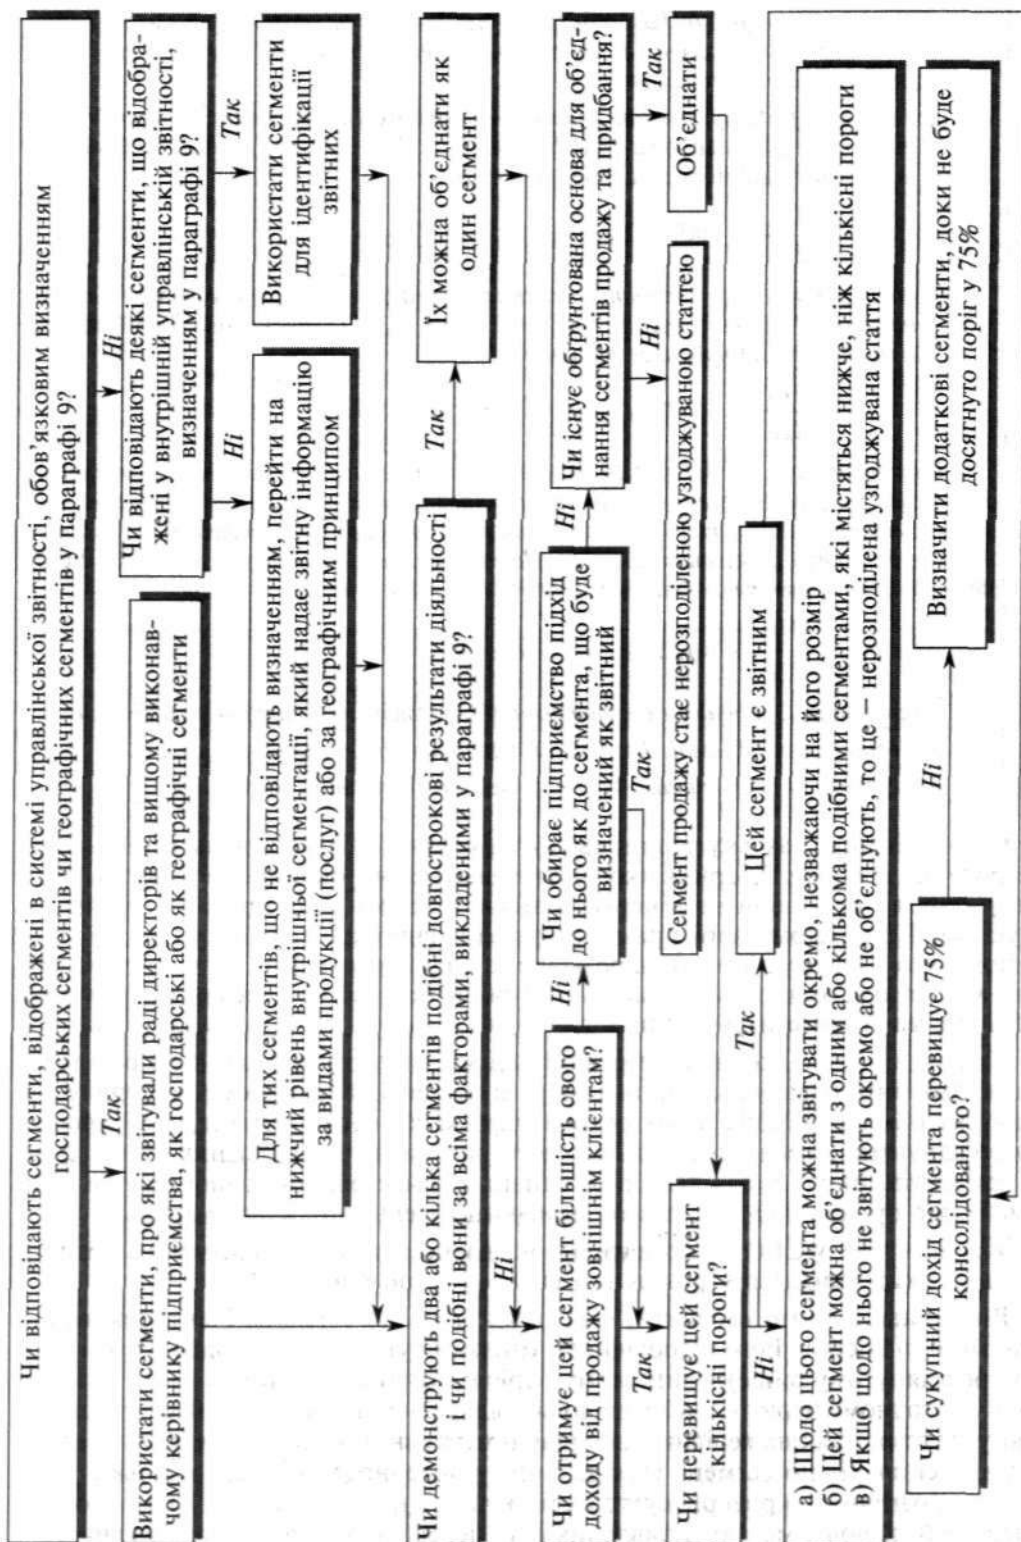 Чи відповідають сегменти, відображені в системі управлінської звітності, обов'язковим визначенням
господарських сегментів чи географічних сегментів у параграфі 9?
Так
Ні
Використати сегменти, про які звітували раді директорів та вищому виконав-
чому керівнику підприємства, як господарські або як географічні сегменти
Чи відповідають деякі сегменти, що відобра-
жені у внутрішній управлінській звітності,
визначенням у параграфі 9?
Ні
Так
Для тих сегментів, що не відповідають визначенням, перейти на
нижчий рівень внутрішньої сегментації, який надає звітну інформацію
за видами продукції (послуг) або за географічним принципом
Використати сегменти
для ідентифікації
звітних
Чи демонструють два або кілька сегментів подібні довгострокові результати діяльності
і чи подібні вони за всіма факторами, викладеними у параграфі 9?
Так
Їх можна об'єднати як
один сегмент
Ні
Чи отримує цей сегмент більшість свого
доходу від продажу зовнішнім клієнтам?
Ні
Чи обирає підприємство підхід
до нього як до сегмента, що буде
визначений як звітний
Ні
Чи існує обґрунтована основа для об'єд-
нання сегментів продажу та придбання?
Так
Так
Ні
Так
Чи перевищує цей сегмент
кількісні пороги?
Сегмент продажу стає нерозподіленою узгоджуваною статтею
Об'єднати
Так
Цей сегмент є звітним
Ні
а) Щодо цього сегмента можна звітувати окремо, незважаючи на його розмір
б) Цей сегмент можна об'єднати з одним або кількома подібними сегментами, які містяться нижче, ніж кількісні пороги
в) Якщо щодо нього не звітують окремо або не об'єднують, то це — нерозподілена узгоджувана стаття
Чи сукупний дохід сегмента перевищує 75%
консолідованого?
Ні
Визначити додаткові сегменти, доки не буде
досягнуто поріг у 75%